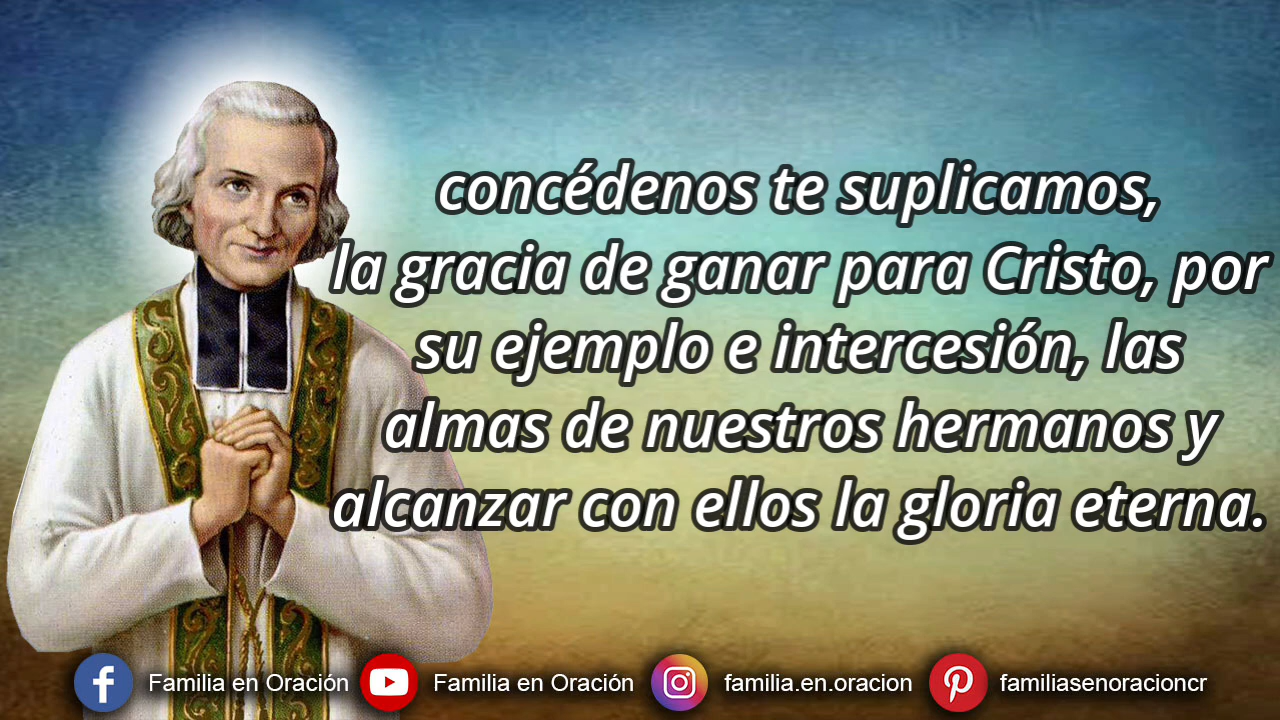 concédenos te suplicamos,
la gracia de ganar para Cristo, por
su ejemplo e intercesión, las
almas de nuestros hermanos y
alcanzar con ellos la gloria eterna.
Familia en Oración Familia en Oración familia.en.oracion familiasenoracioncr